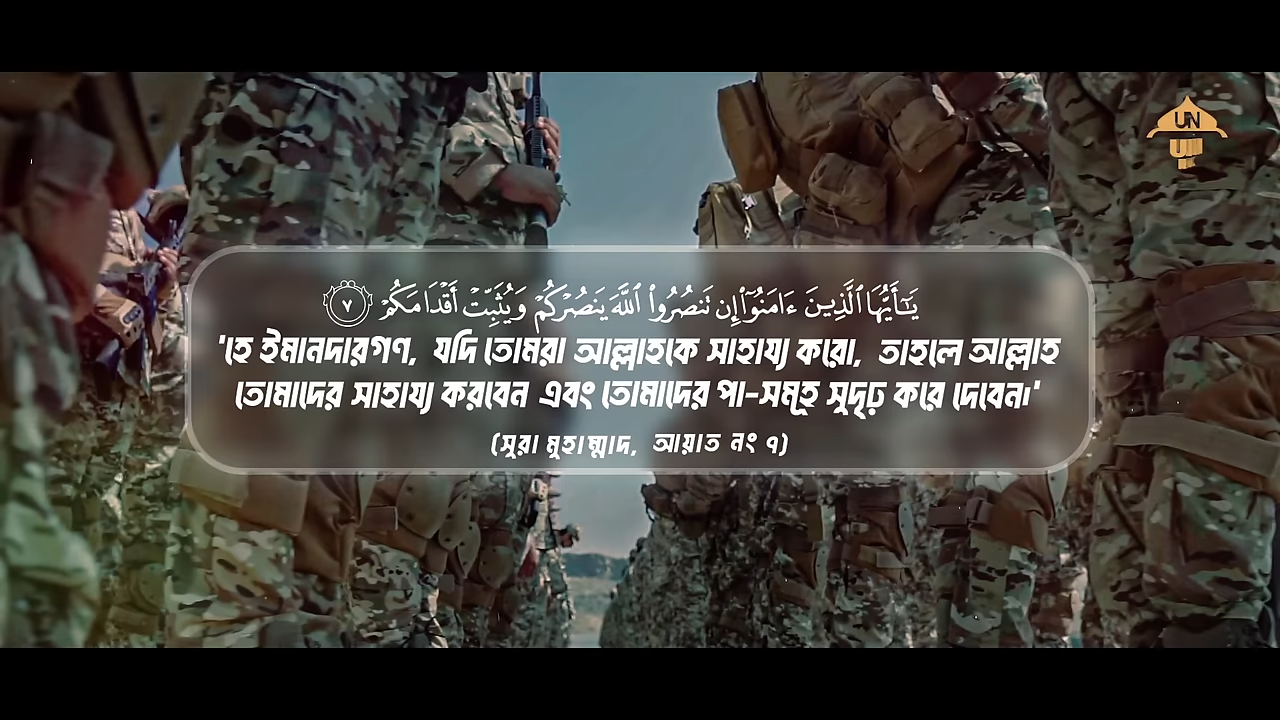 UN
يَـٰٓأَيُّهَا ٱلَّذِينَ ءَامَنُوٓا۟ إِن تَنصُرُوا۟ ٱللَّهَ يَنصُرْكُمْ وَيُثَبِّتْ أَقْدَامَكُمْ ٧
'হে ইমানদারগণ, যদি তোমরা আল্লাহকে সাহায্য করো, তাহলে আল্লাহ
তোমাদের সাহায্য করবেন এবং তোমাদের পা-সমূহ সুদৃঢ় করে দেবেন।'
(সুরা মুহাম্মাদ, আয়াত নং ৭)